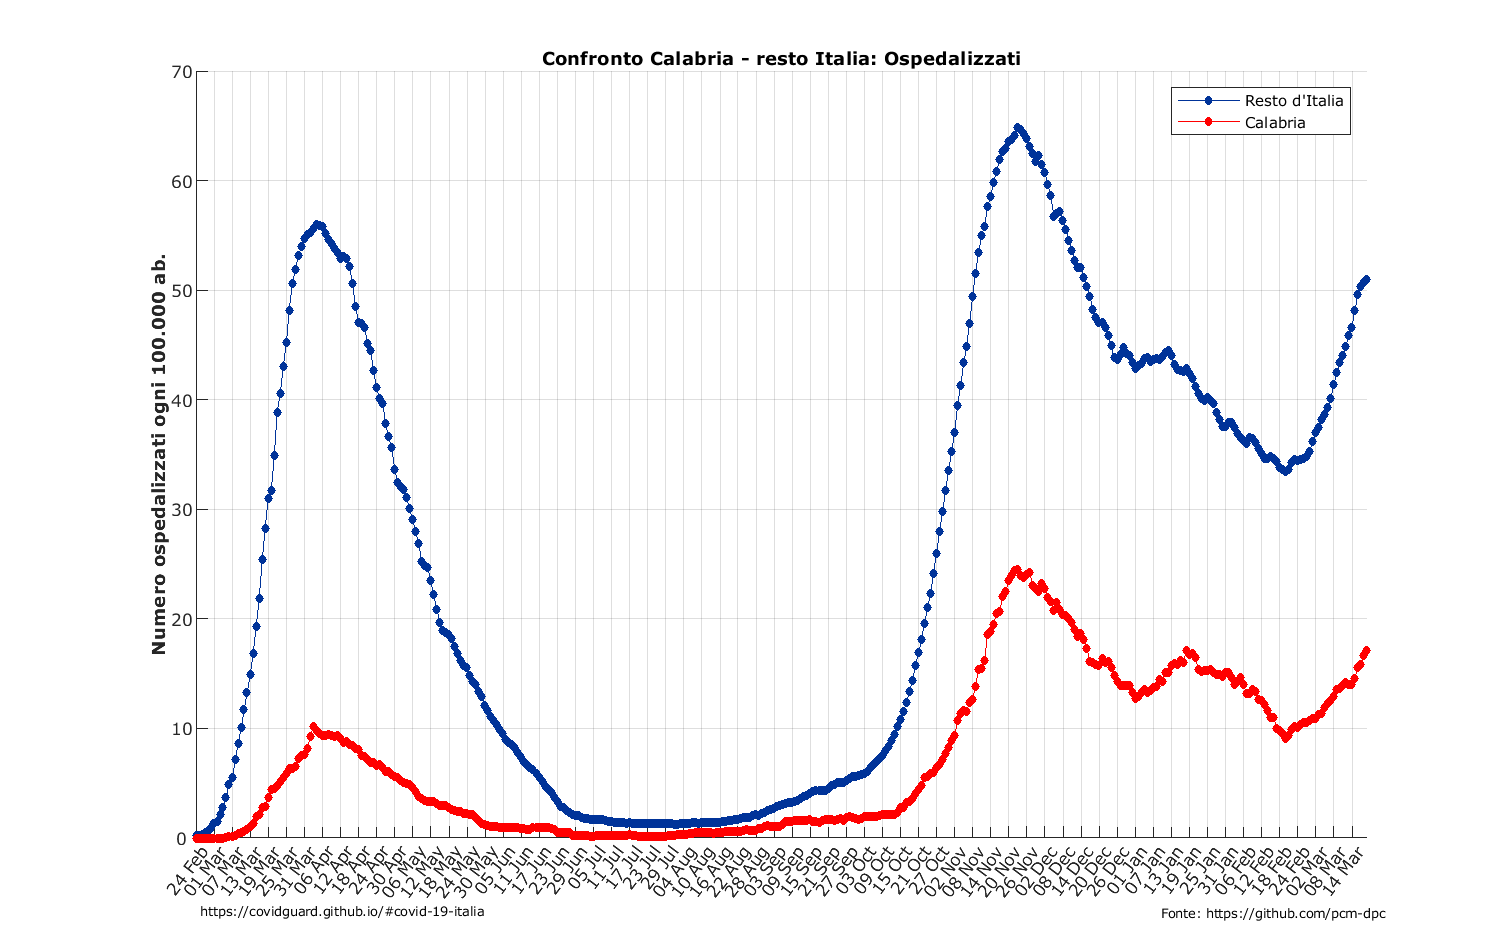 Confronto Calabria - resto Italia: Ospedalizzati
70
60
50
40
30
20
10
0
Numero ospedalizzati ogni 100.000 ab.
Resto d'Italia
Calabria
24 Feb
01 Mar
07 Mar
13 Mar
19 Mar
25 Mar
31 Mar
06 Apr
12 Apr
18 Apr
24 Apr
30 Apr
06 May
12 May
18 May
24 May
30 May
05 Jun
11 Jun
17 Jun
23 Jun
29 Jun
05 Jul
11 Jul
17 Jul
23 Jul
29 Jul
04 Aug
10 Aug
16 Aug
22 Aug
28 Aug
03 Sep
09 Sep
15 Sep
21 Sep
27 Sep
03 Oct
09 Oct
15 Oct
21 Oct
27 Oct
02 Nov
08 Nov
14 Nov
20 Nov
26 Nov
02 Dec
08 Dec
14 Dec
20 Dec
26 Dec
01 Jan
07 Jan
13 Jan
19 Jan
25 Jan
31 Jan
06 Feb
12 Feb
18 Feb
24 Feb
02 Mar
08 Mar
14 Mar
https://covidguard.github.io/#covid-19-italia
Fonte: https://github.com/pcm-dpc